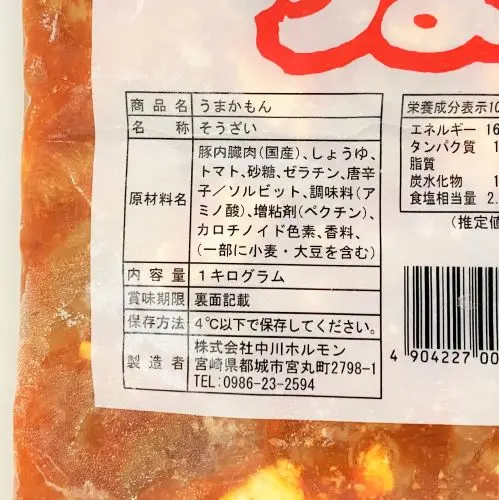 商品名 うまかもん
名称 そうざい
原材料名 豚内臓肉(国産)、しょうゆ、
トマト、砂糖、ゼラチン、唐辛
子/ソルビット、調味料(ア
ミノ酸)、増粘剤(ペクチン)、
カロチノイド色素、香料、
(一部に小麦・大豆を含む)
内容量 1キログラム
賞味期限 裏面記載
保存方法 4℃以下で保存してください。
製造者 株式会社中川ホルモン
宮崎県都城市宮丸町2798-1
TEL:0986-23-2594
栄養成分表示10
エネルギー 16
タンパク質 1
脂質
炭水化物 1
食塩相当量 2.
(推定値
4 904227 00